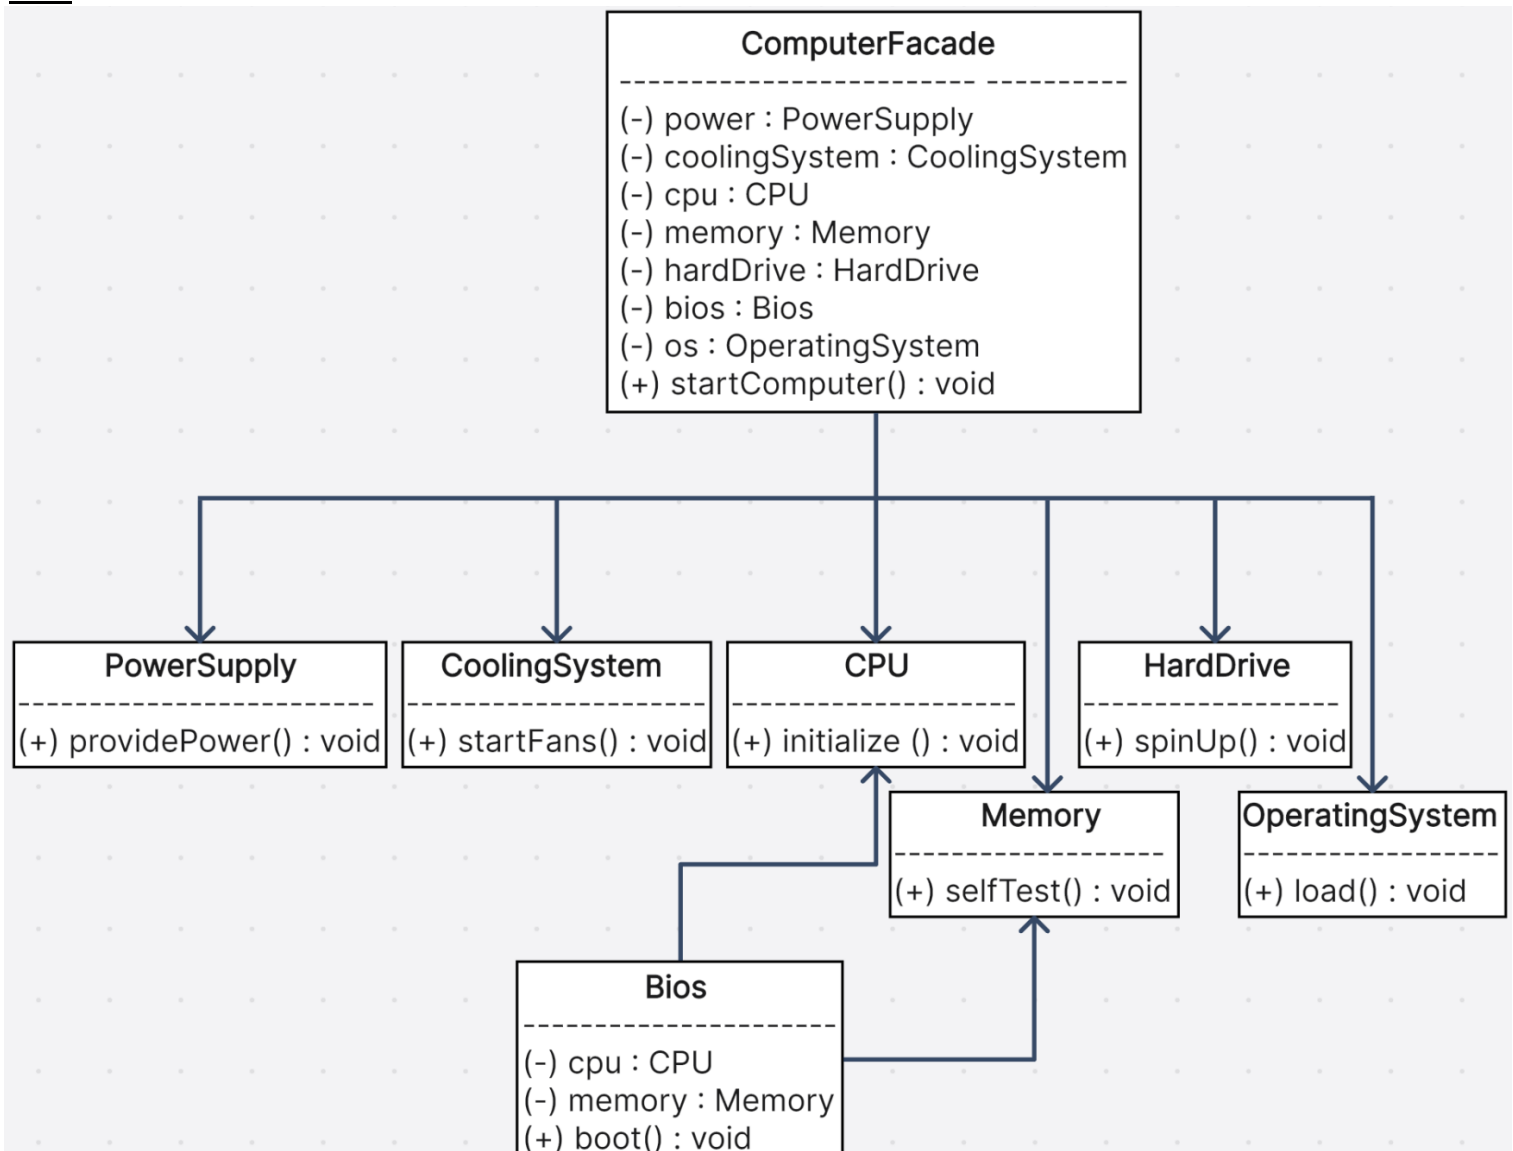 ComputerFacade
(-) power : PowerSupply
(-) coolingSystem : CoolingSystem
(-) cpu : CPU
(-) memory : Memory
(-) hardDrive : HardDrive
(-) bios : Bios
(-) os : OperatingSystem
(+) startComputer() : void
PowerSupply
(+) providePower() : void
CoolingSystem
(+) startFans() : void
CPU
(+) initialize () : void
HardDrive
(+) spinUp() : void
Memory
(+) selfTest() : void
OperatingSystem
(+) load() : void
Bios
(-) cpu : CPU
(-) memory : Memory
(+) boot() : void